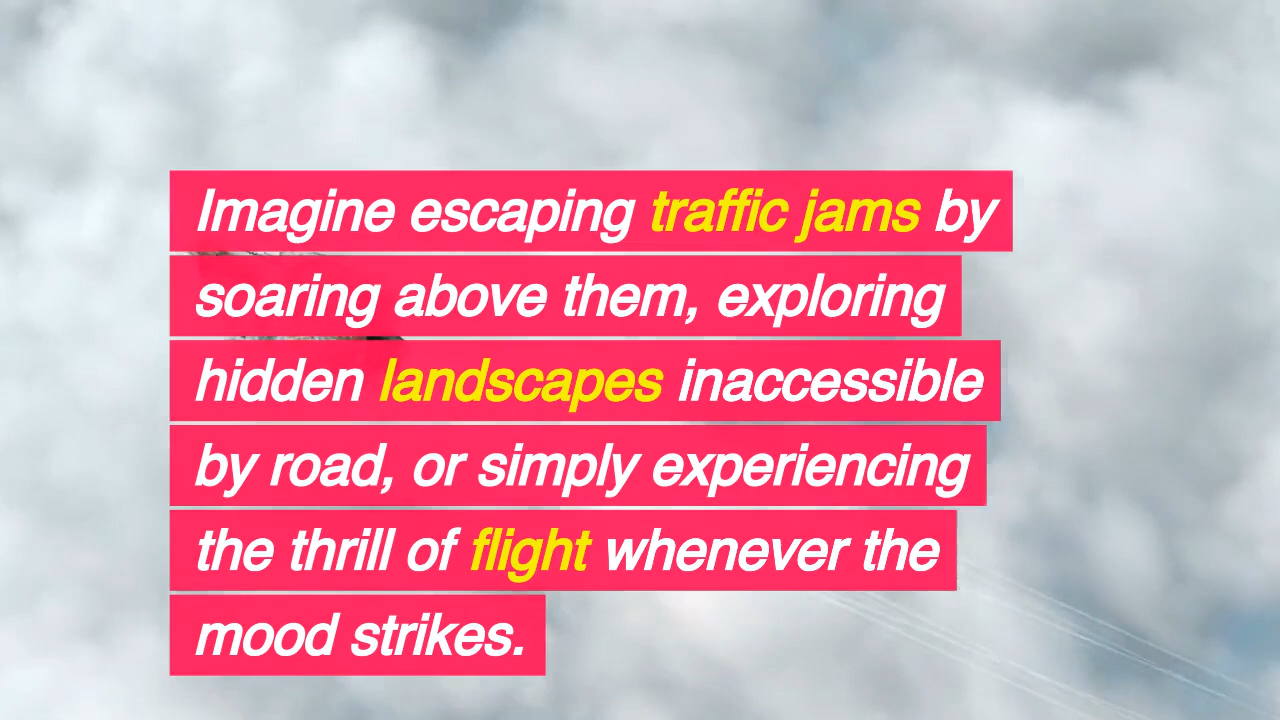 Imagine escaping traffic jams by
soaring above them, exploring
hidden landscapes inaccessible
by road, or simply experiencing
the thrill of flight whenever the
mood strikes.